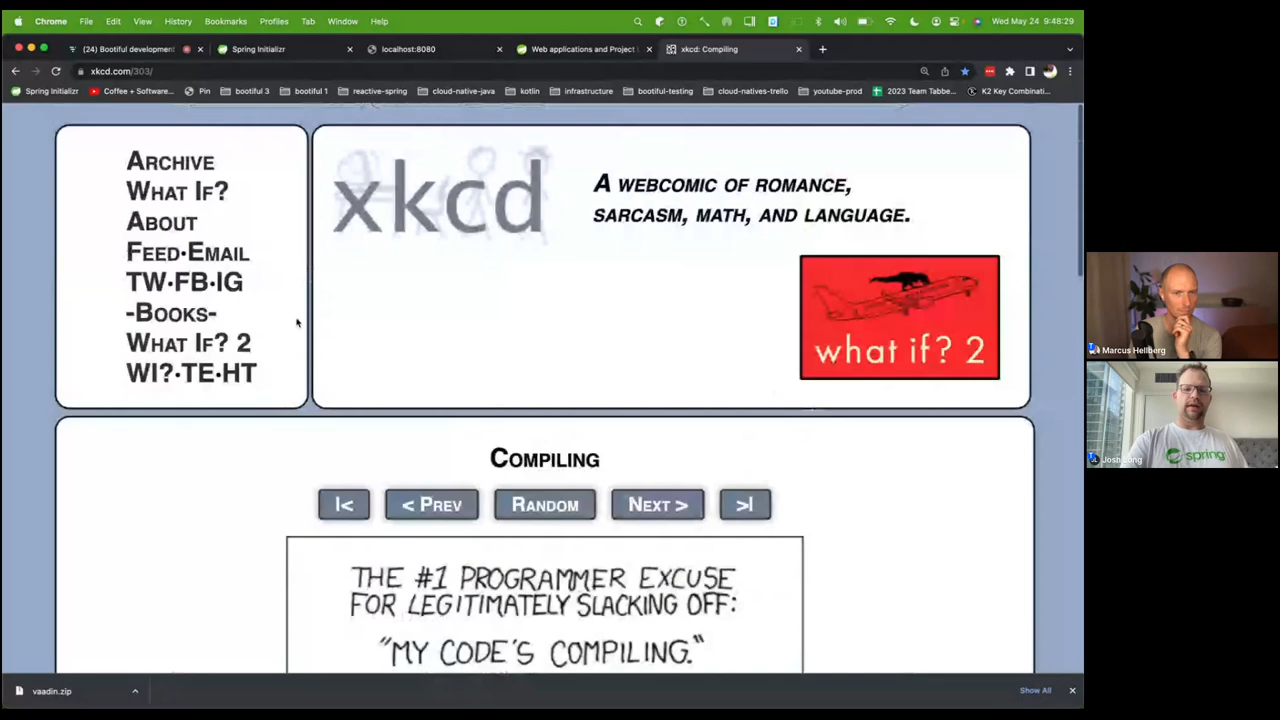 Chrome File Edit View History Bookmarks Profiles Tab Window Help Wed May 24 9:48:29
(24) Bootiful development Spring Initializr localhost:8080 Web applications and Project xkcd: Compiling
xkcd.com/303/
Spring Initializr Coffee + Software... Pin bootiful 3 bootiful 1 reactive-spring cloud-native-java kotlin infrastructure bootiful-testing cloud-natives-trello youtube-prod 2023 Team Tabbe... K2 Key Combinati...
ARCHIVE
WHAT IF?
ABOUT
FEED·EMAIL
TW·FB·IG
-BOOKS-
WHAT IF? 2
WI?·TE·HT
xkcd
A WEBCOMIC OF ROMANCE,
SARCASM, MATH, AND LANGUAGE.
what if? 2
COMPILING
|< < PREV RANDOM NEXT > >|
THE #1 PROGRAMMER EXCUSE
FOR LEGITIMATELY SLACKING OFF:
"MY CODE'S COMPILING."
vaadin.zip Show All
Marcus Hellberg
spring
Josh Long